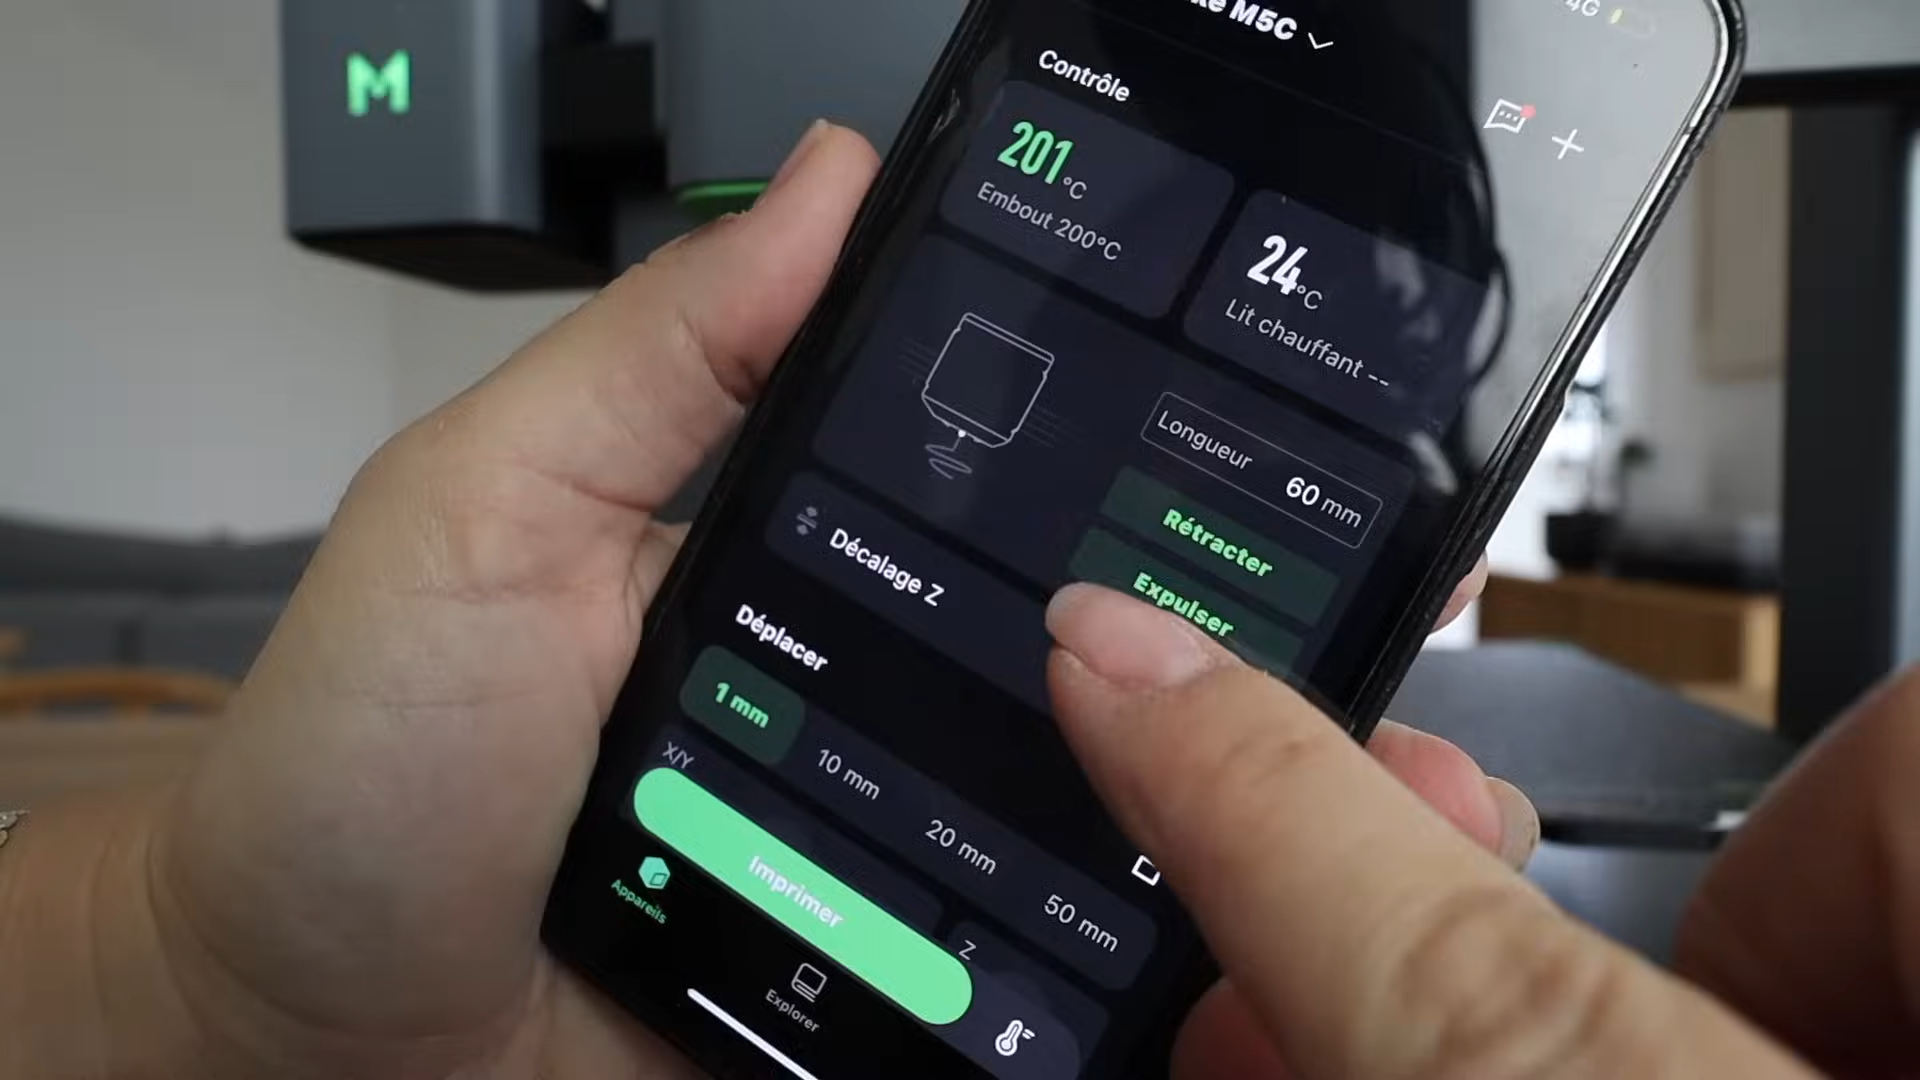 M
M5C
4G
Contrôle
201°C
Embout 200°C
24°C
Lit chauffant --
Longueur 60 mm
Rétracter
Expulser
Décalage Z
Déplacer
1 mm
10 mm
20 mm
50 mm
X/Y
Z
Imprimer
Appareils
Explorer